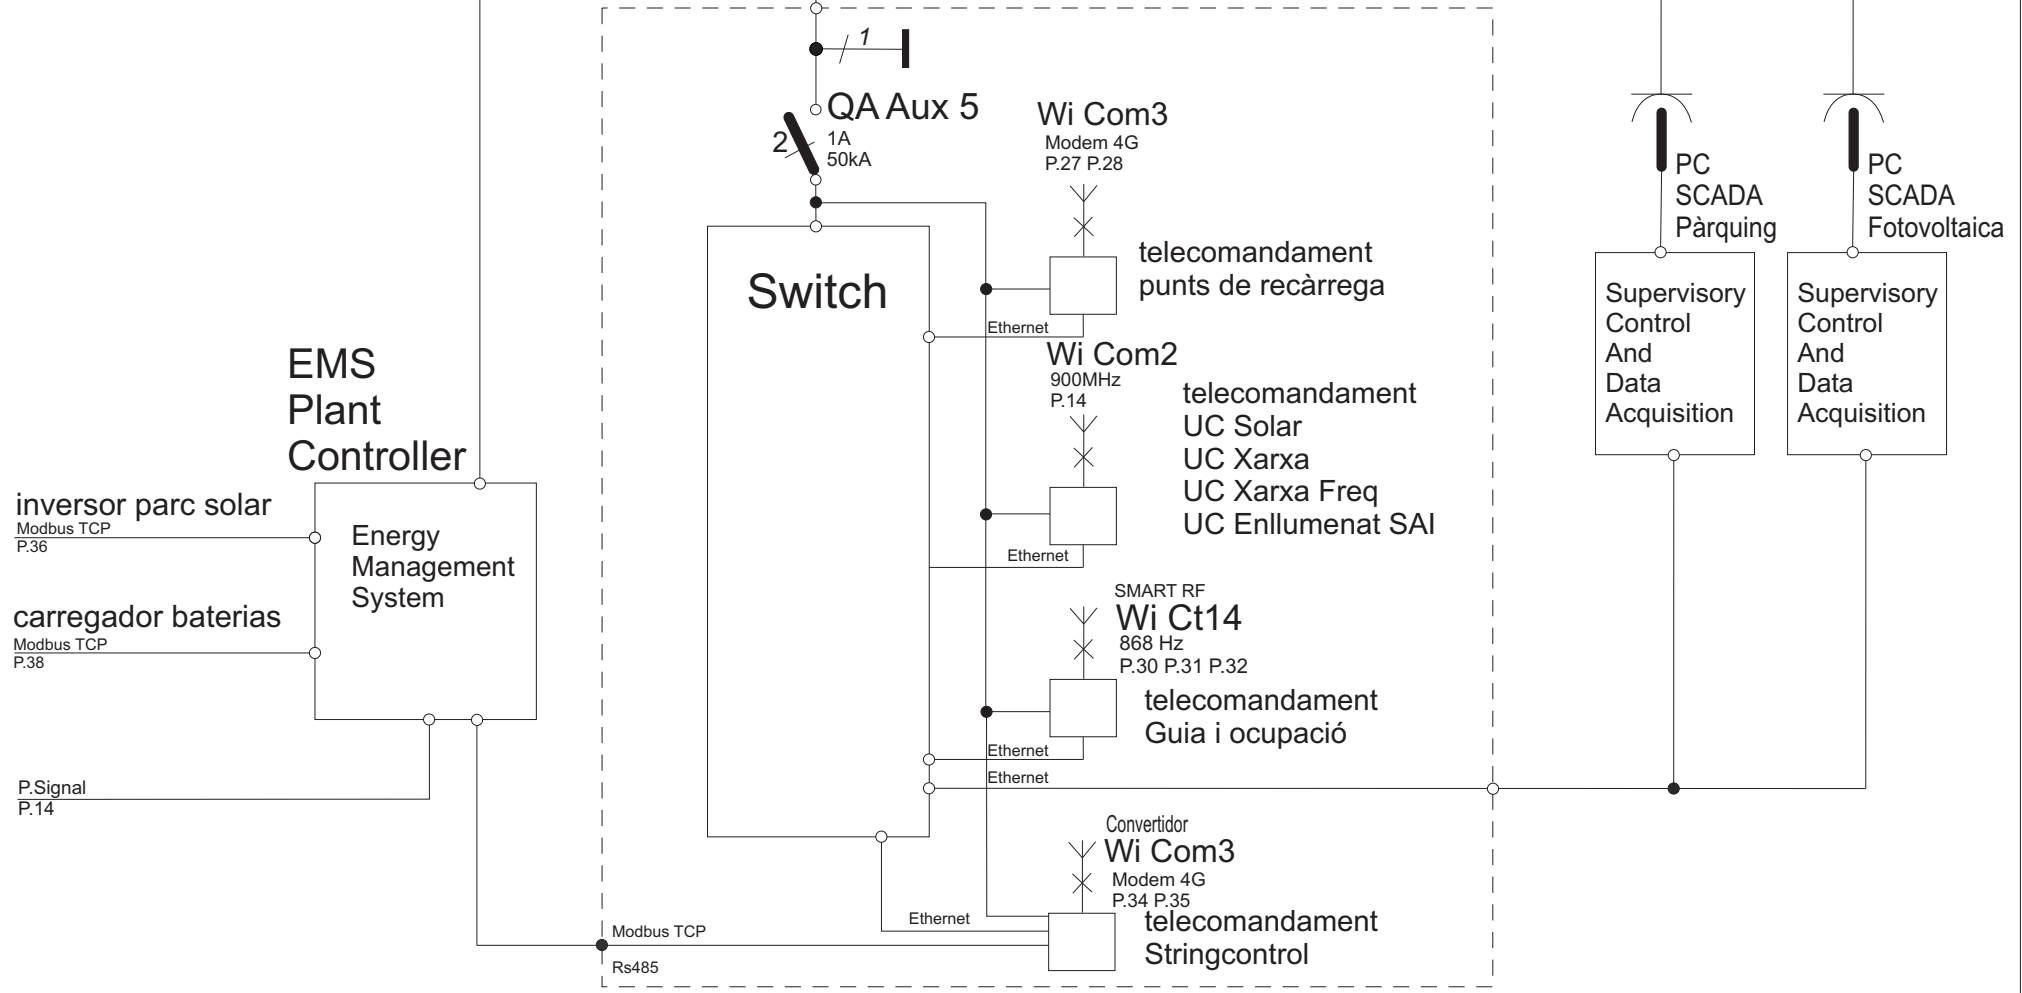 1
QA Aux 5
2
1A
50kA
Wi Com3
Modem 4G
P.27 P.28
telecomandament
punts de recàrrega
Switch
Ethernet
Wi Com2
900MHz
P.14
telecomandament
UC Solar
UC Xarxa
UC Xarxa Freq
UC Enllumenat SAI
Ethernet
SMART RF
Wi Ct14
868 Hz
P.30 P.31 P.32
telecomandament
Guia i ocupació
Ethernet
Ethernet
Convertidor
Wi Com3
Modem 4G
P.34 P.35
telecomandament
Stringcontrol
Ethernet
Modbus TCP
Rs485
EMS
Plant
Controller
Energy
Management
System
inversor parc solar
Modbus TCP
P.36
carregador baterias
Modbus TCP
P.38
P.Signal
P.14
PC
SCADA
Pàrquing
Supervisory
Control
And
Data
Acquisition
PC
SCADA
Fotovoltaica
Supervisory
Control
And
Data
Acquisition